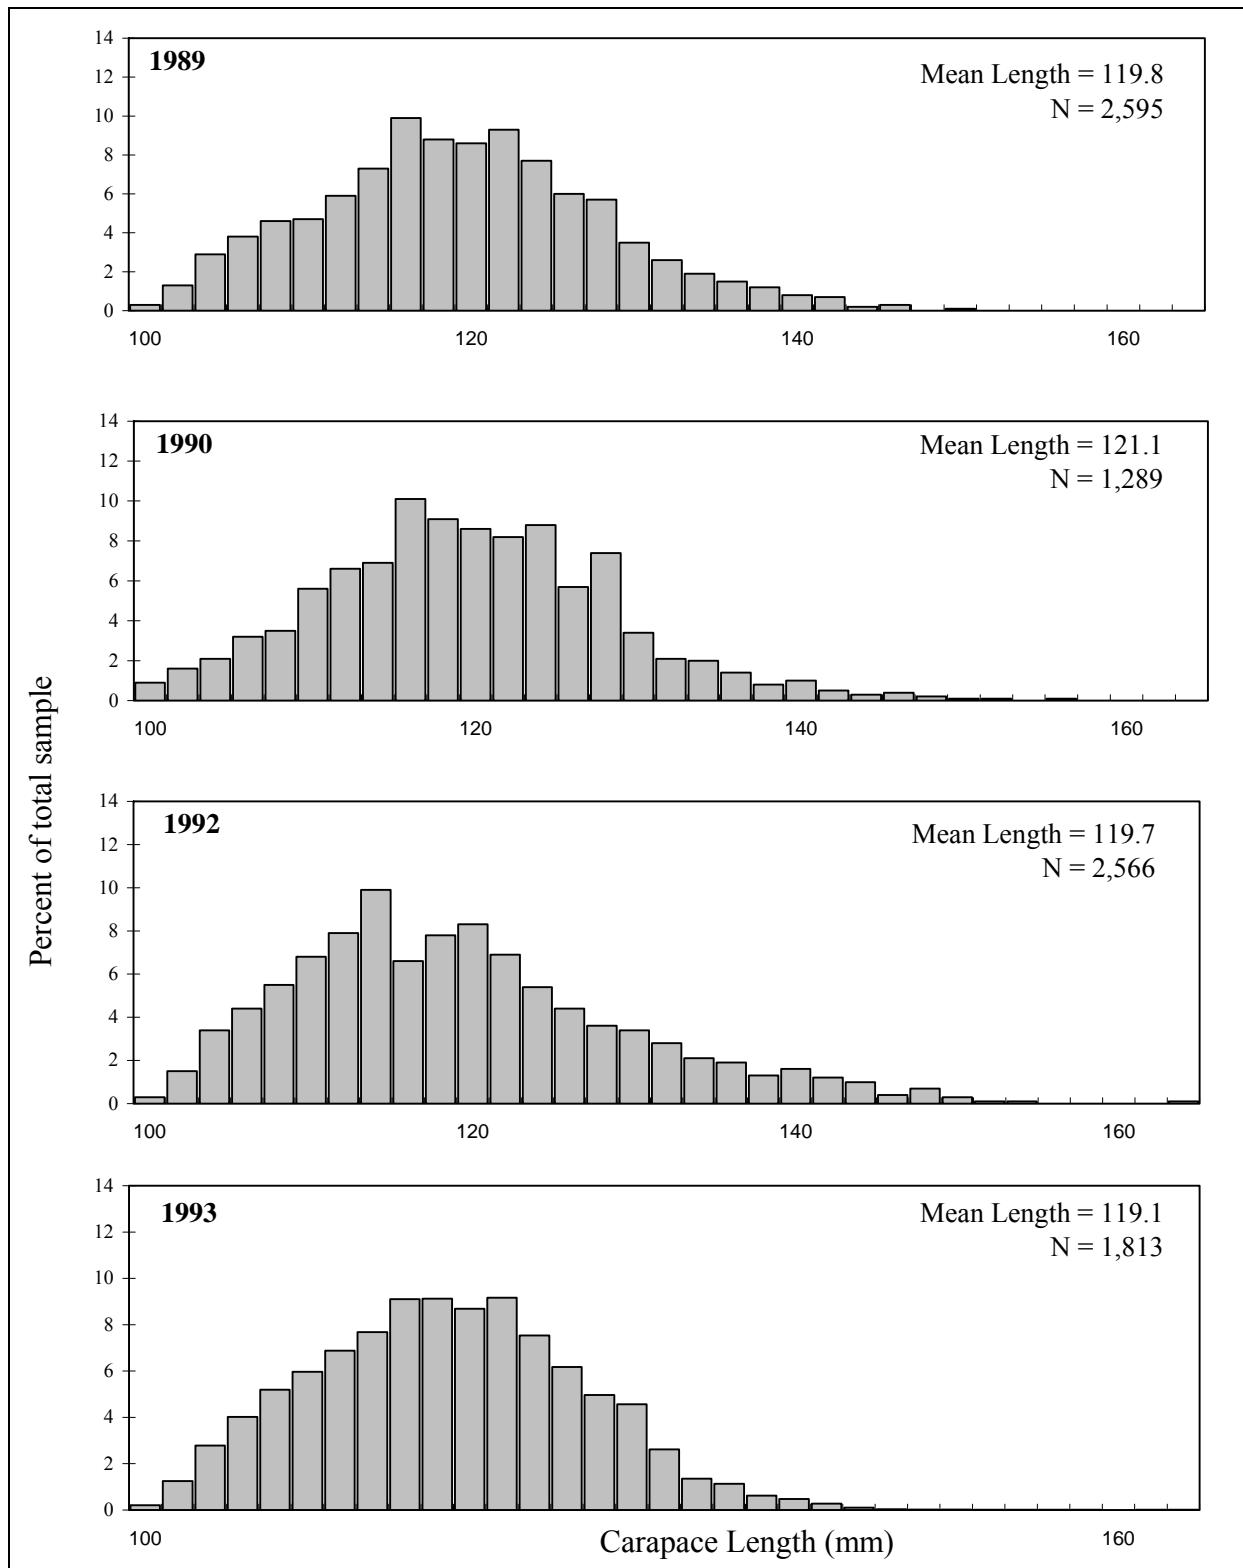 Percent of total sample
14
12
10
8
6
4
2
0
1989
Mean Length = 119.8
N = 2,595
100 120 140 160
14
12
10
8
6
4
2
0
1990
Mean Length = 121.1
N = 1,289
100 120 140 160
14
12
10
8
6
4
2
0
1992
Mean Length = 119.7
N = 2,566
100 120 140 160
14
12
10
8
6
4
2
0
1993
Mean Length = 119.1
N = 1,813
100 160
Carapace Length (mm)